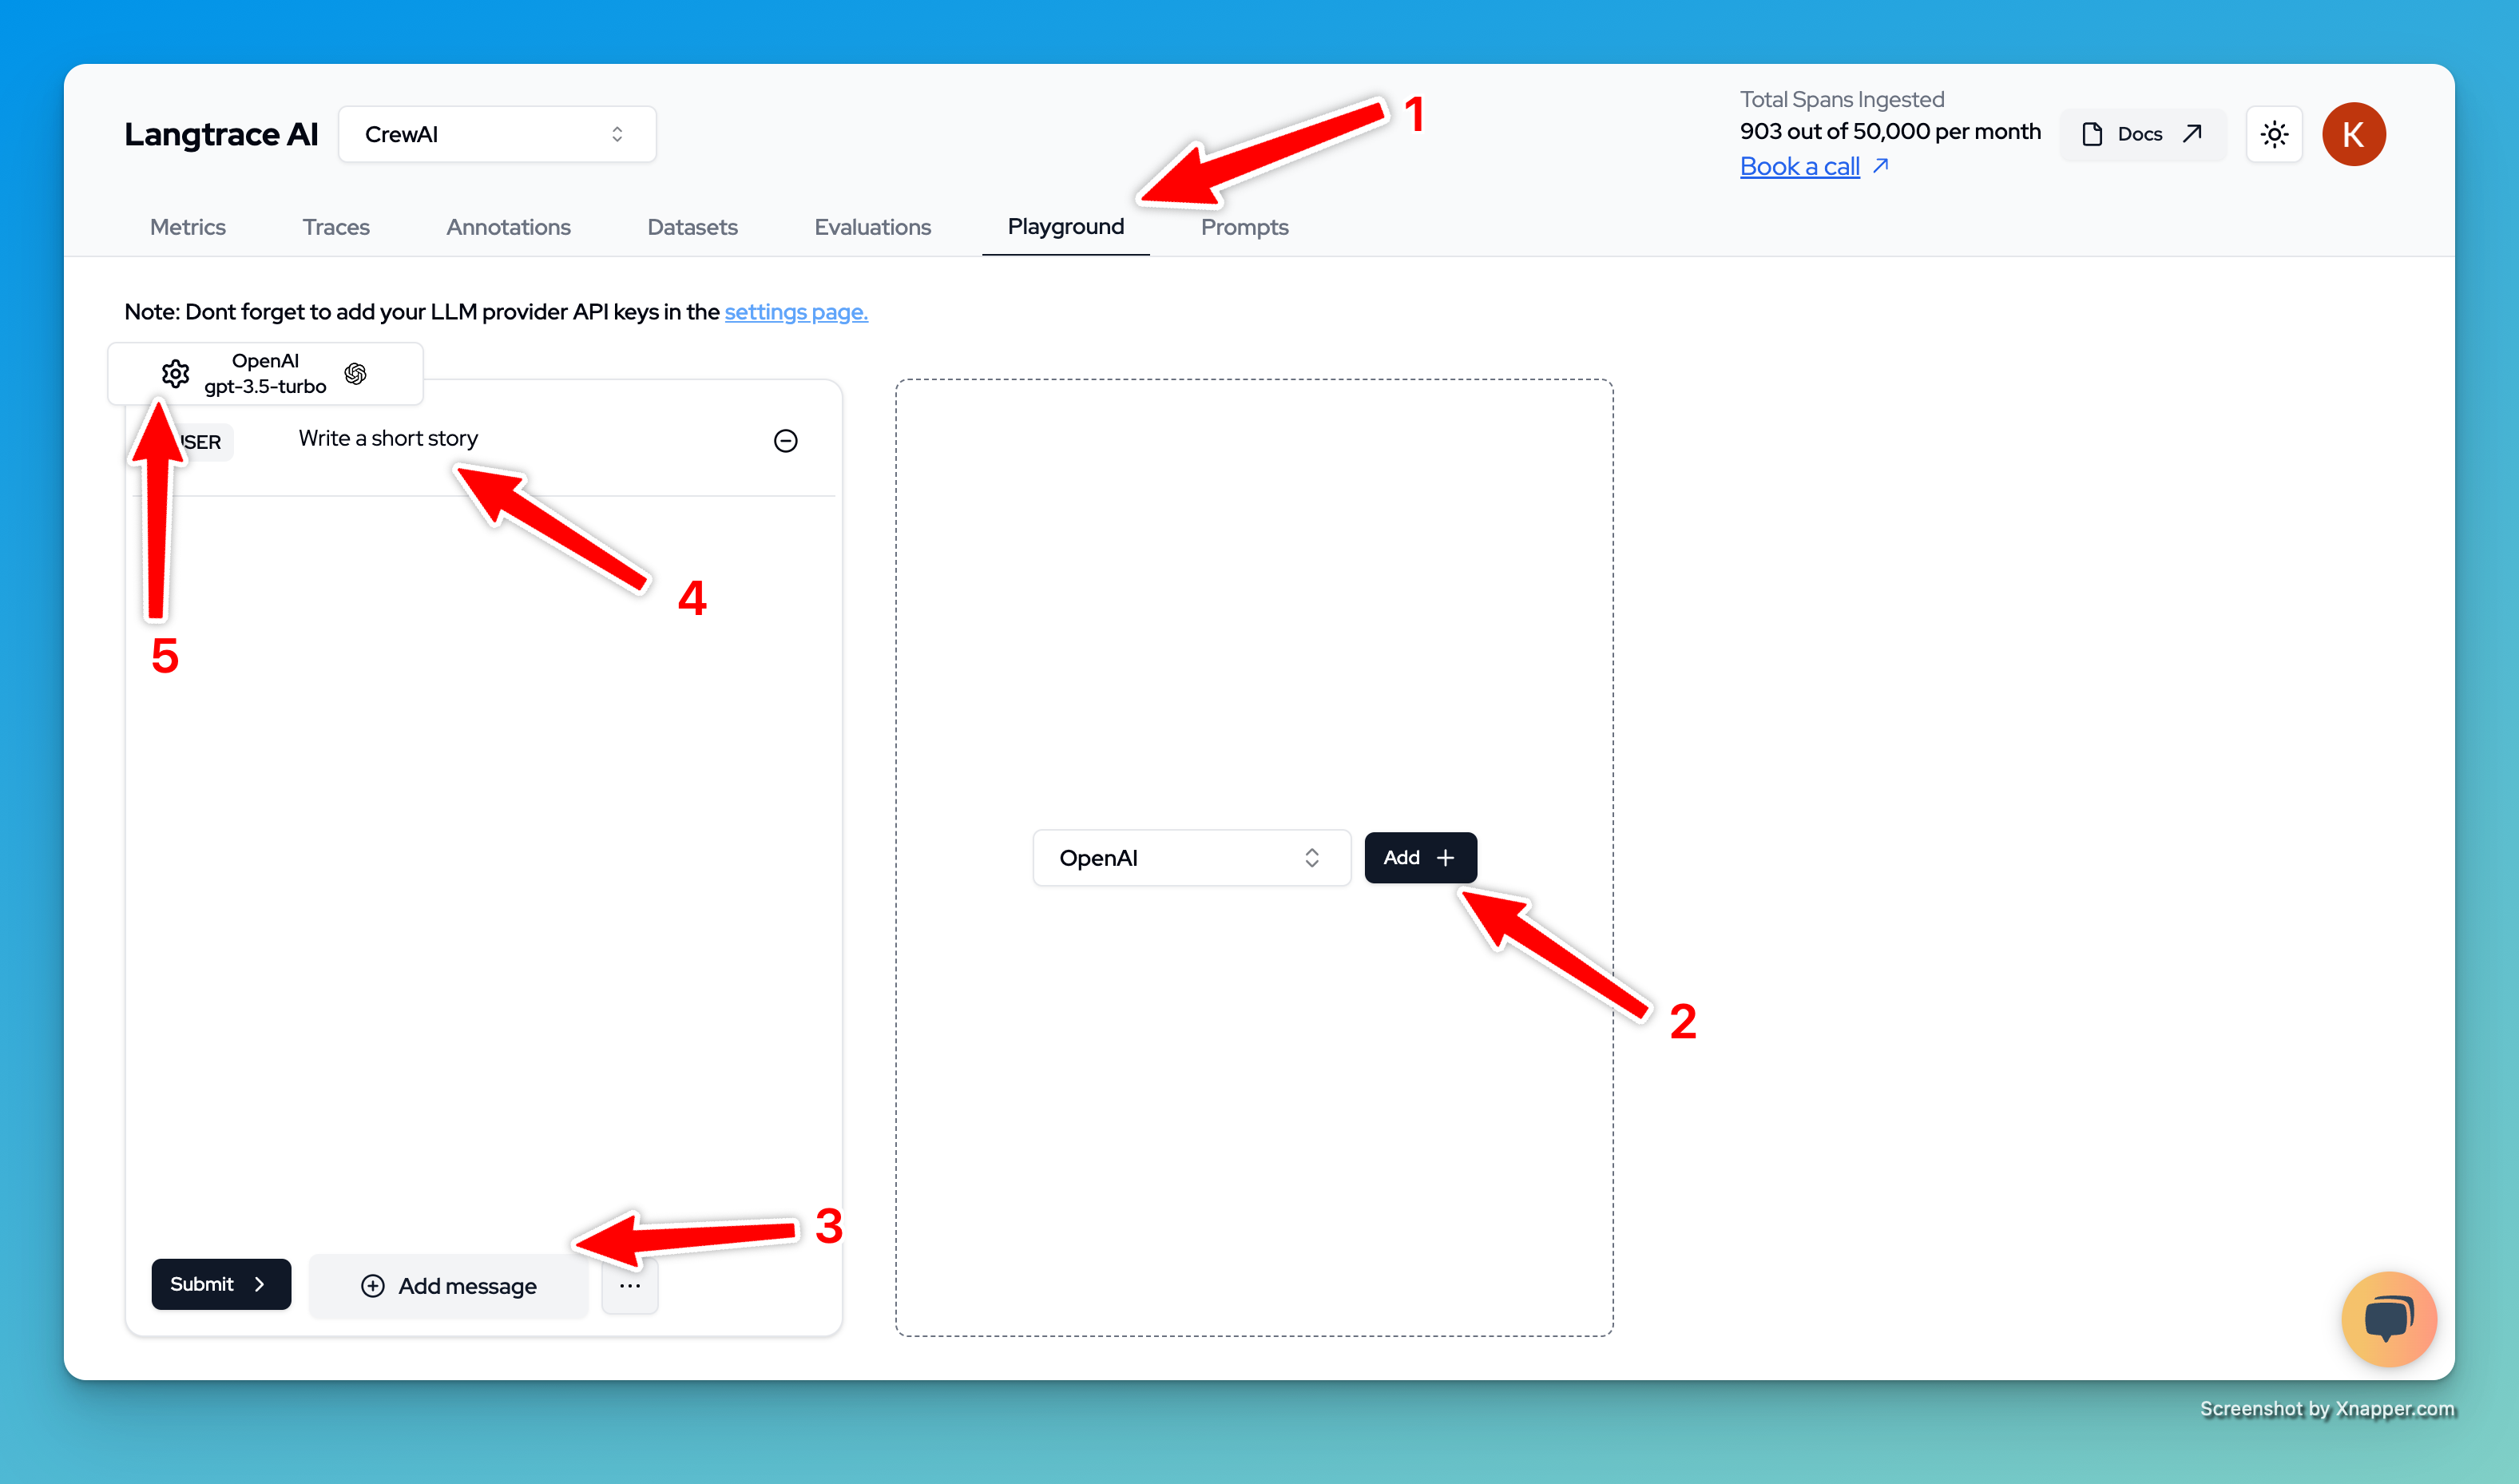 Langtrace AI
CrewAI
1
Total Spans Ingested
903 out of 50,000 per month
Book a call
Docs
K
Metrics
Traces
Annotations
Datasets
Evaluations
Playground
Prompts
Note: Dont forget to add your LLM provider API keys in the settings page.
OpenAI
gpt-3.5-turbo
USER
Write a short story
4
5
OpenAI
Add
2
3
Submit
Add message
Screenshot by Xnapper.com